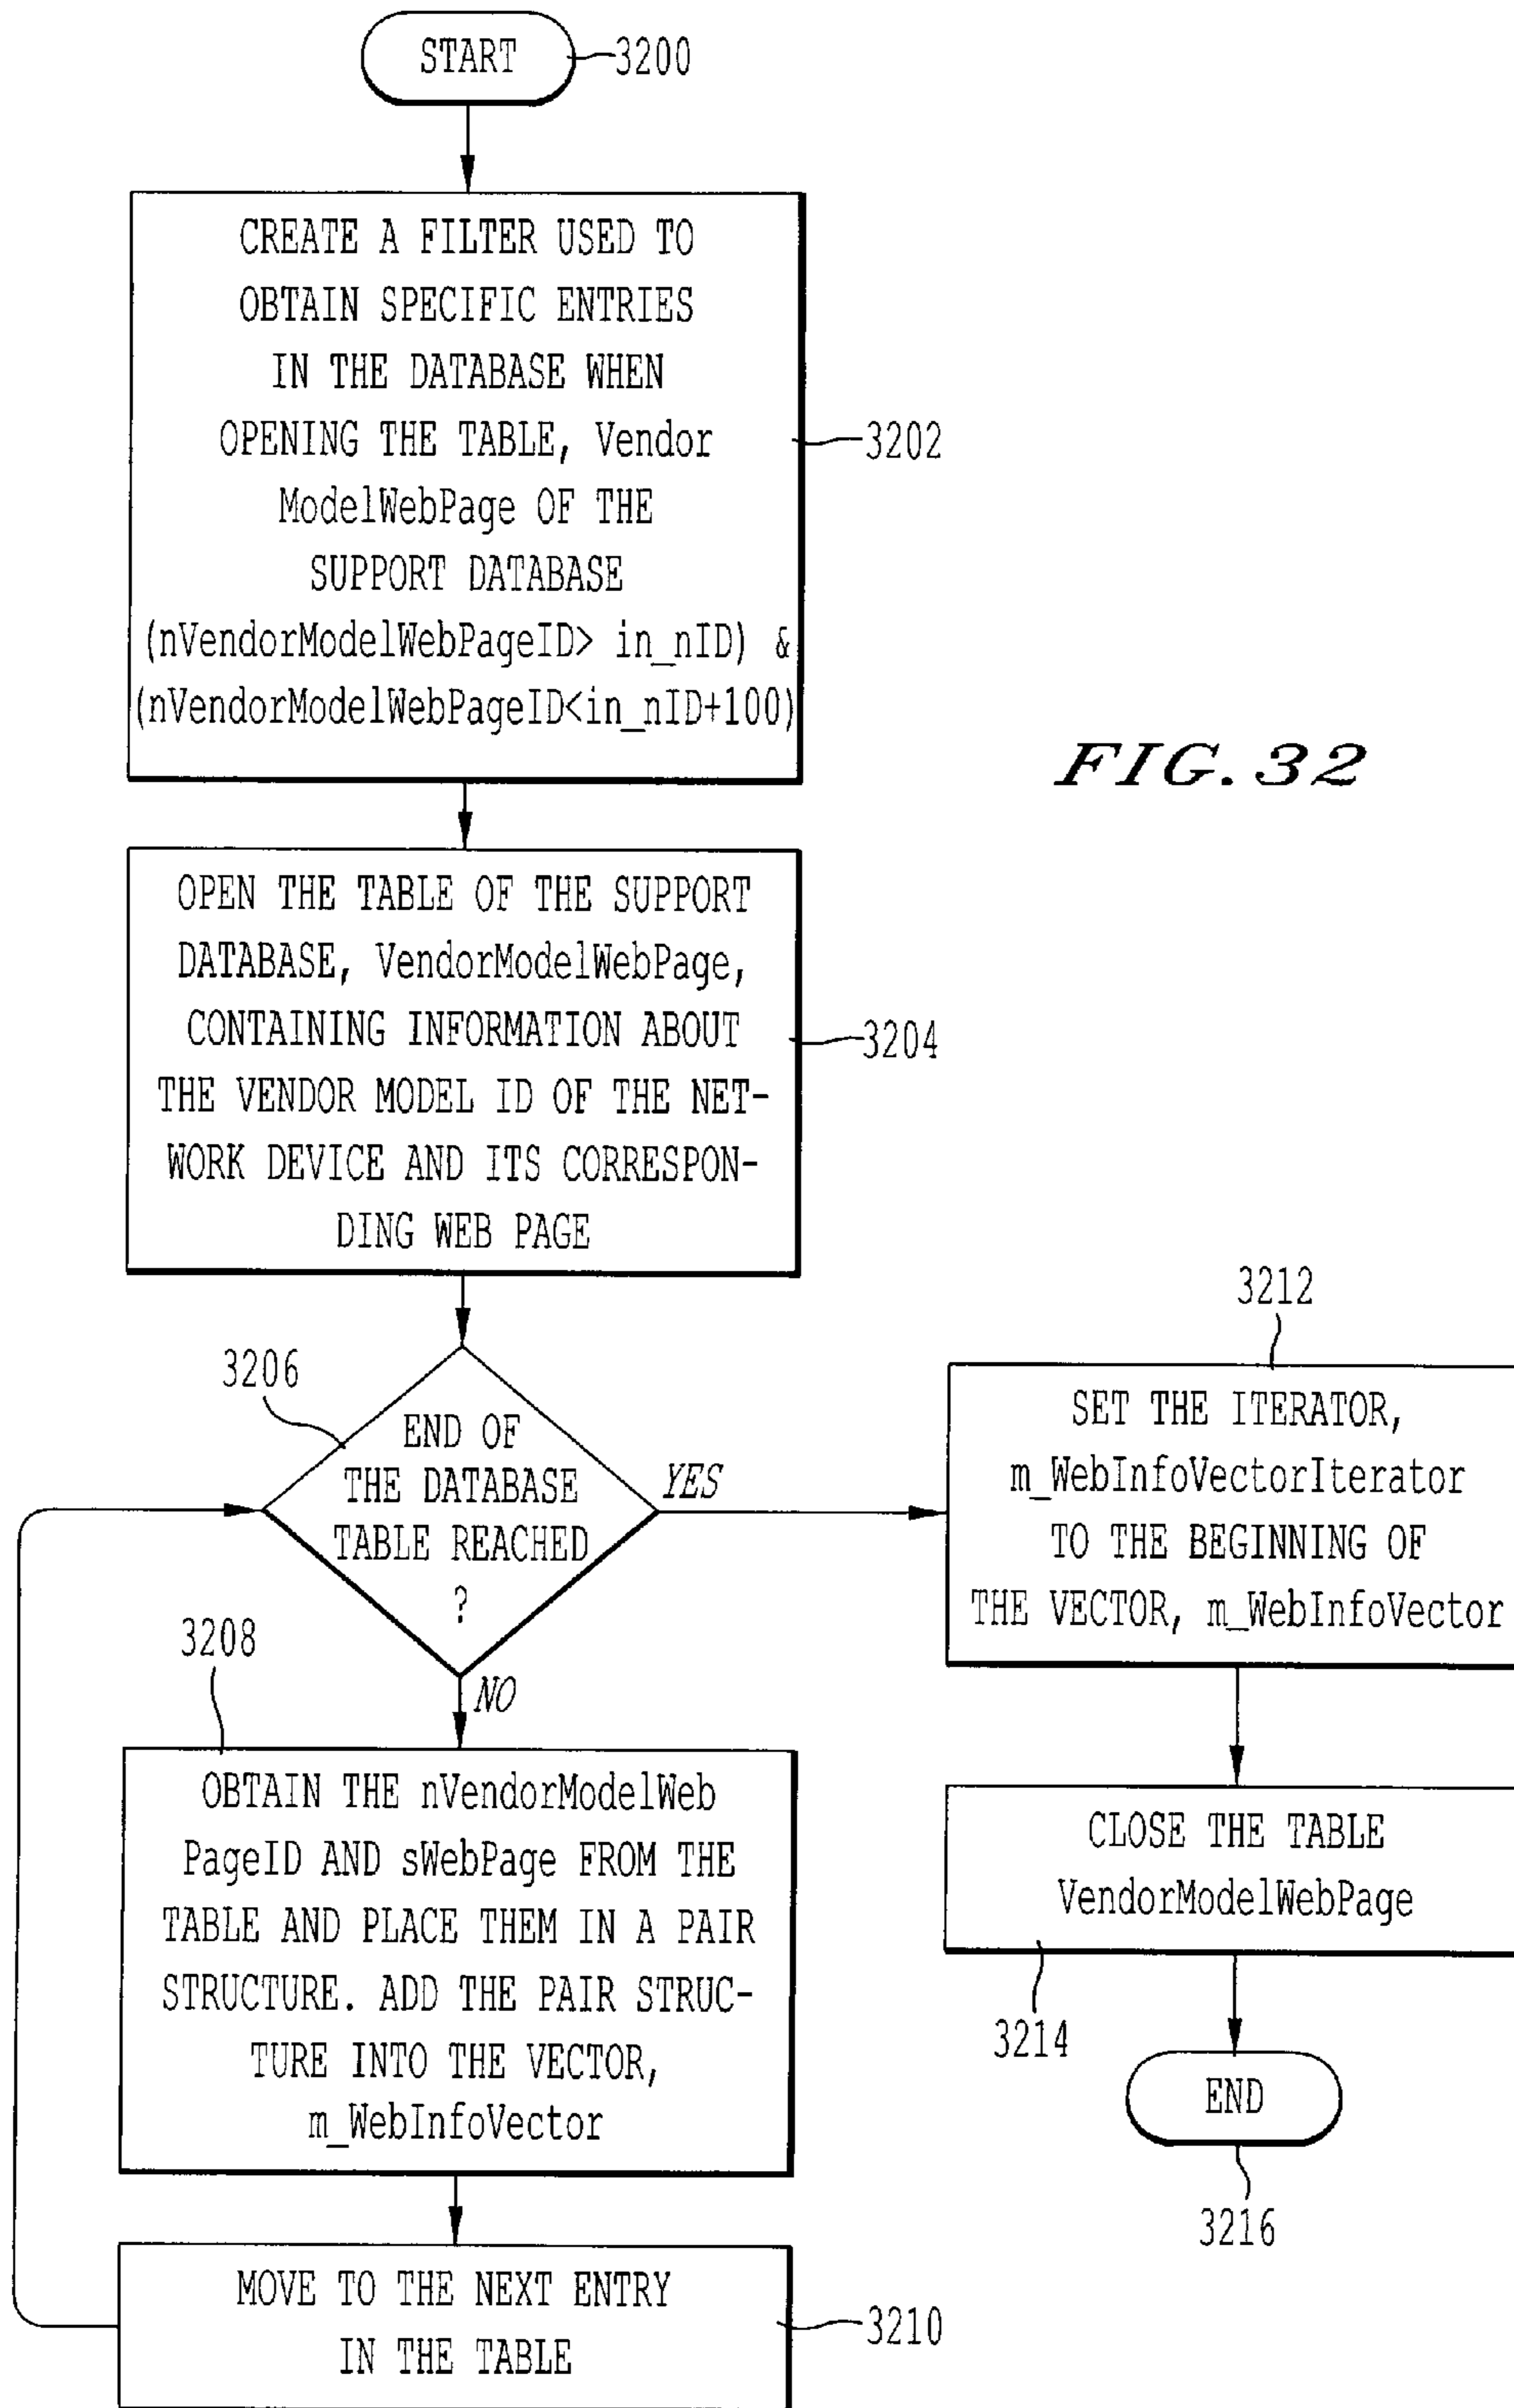 START
3200
CREATE A FILTER USED TO
OBTAIN SPECIFIC ENTRIES
IN THE DATABASE WHEN
OPENING THE TABLE, Vendor
ModelWebPage OF THE
SUPPORT DATABASE
(nVendorModelWebPageID> in_nID) &
(nVendorModelWebPageID<in_nID+100)
3202
FIG. 32
OPEN THE TABLE OF THE SUPPORT
DATABASE, VendorModelWebPage,
CONTAINING INFORMATION ABOUT
THE VENDOR MODEL ID OF THE NET-
WORK DEVICE AND ITS CORRESPON-
DING WEB PAGE
3204
3206
END OF
THE DATABASE
TABLE REACHED
?
YES
NO
3208
OBTAIN THE nVendorModelWeb
PageID AND sWebPage FROM THE
TABLE AND PLACE THEM IN A PAIR
STRUCTURE. ADD THE PAIR STRUC-
TURE INTO THE VECTOR,
m_WebInfoVector
MOVE TO THE NEXT ENTRY
IN THE TABLE
3210
3212
SET THE ITERATOR,
m_WebInfoVectorIterator
TO THE BEGINNING OF
THE VECTOR, m_WebInfoVector
CLOSE THE TABLE
VendorModelWebPage
3214
END
3216